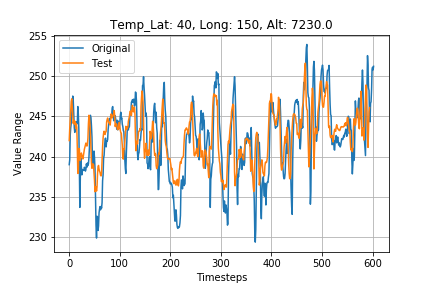 Temp_Lat: 40, Long: 150, Alt: 7230.0
Original
Test
Value Range
255
250
245
240
235
230
0 100 200 300 400 500 600
Timesteps